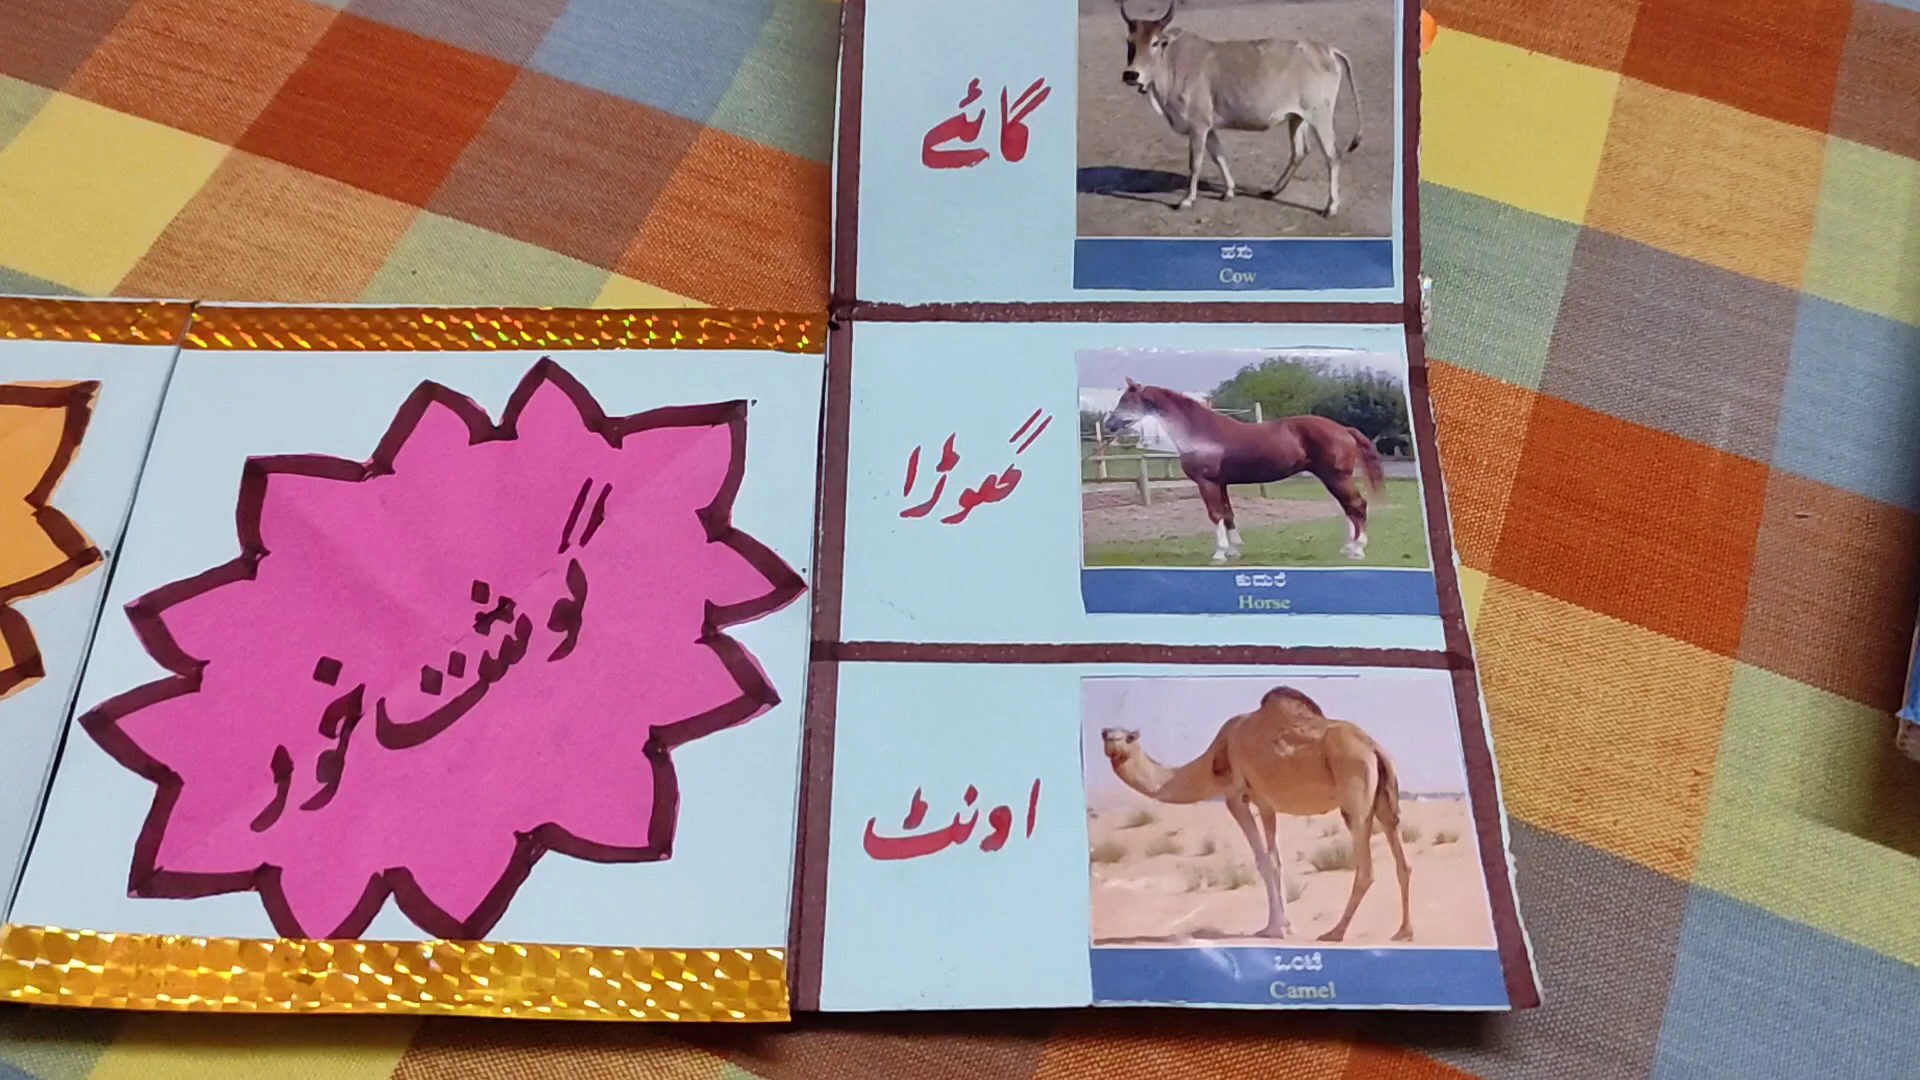 گوشت خور
گائے
ಹಸು
Cow
گھوڑا
ಕುದುರೆ
Horse
اونٹ
ಒಂಟೆ
Camel